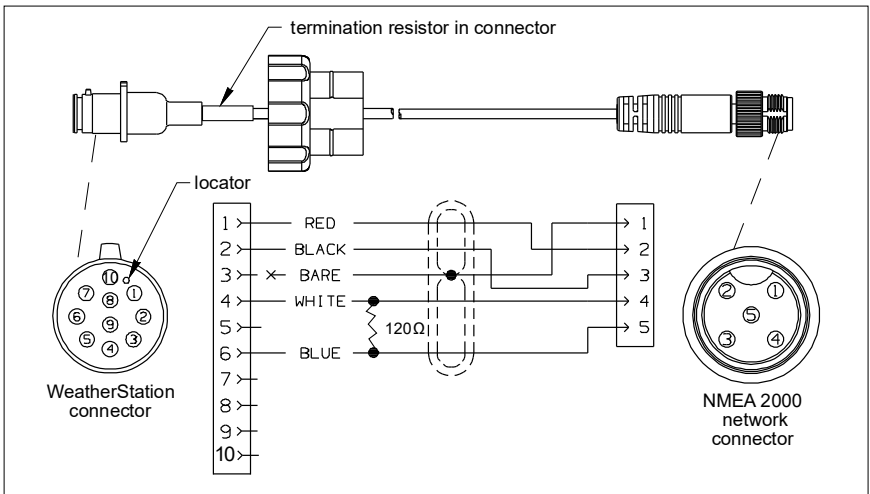 termination resistor in connector
locator
1 RED 1
2 BLACK 2
3 BARE 3
4 WHITE 4
5 120Ω 5
6 BLUE
7
8
9
10
10
7 8 1
6 9 2
5 4 3
WeatherStation
connector
2 1
5
3 4
NMEA 2000
network
connector